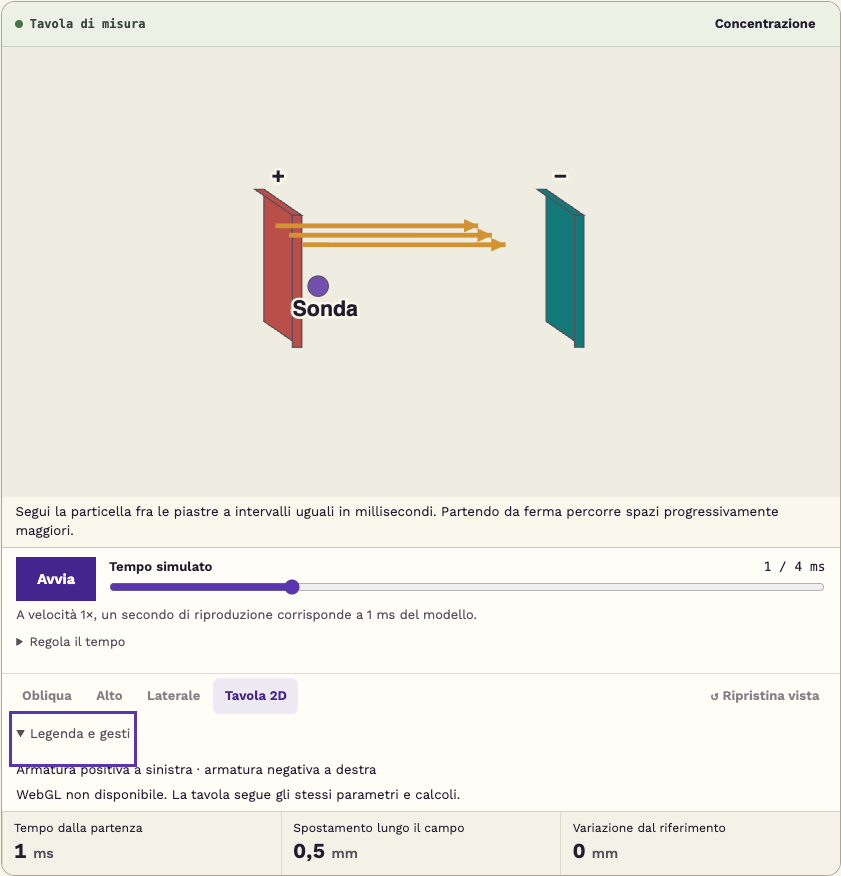 Tavola di misura
Concentrazione
+
−
Sonda
Segui la particella fra le piastre a intervalli uguali in millisecondi. Partendo da ferma percorre spazi progressivamente
maggiori.
Avvia
Tempo simulato
1 / 4 ms
A velocità 1×, un secondo di riproduzione corrisponde a 1 ms del modello.
▶ Regola il tempo
Obliqua
Alto
Laterale
Tavola 2D
↺ Ripristina vista
▼ Legenda e gesti
Armatura positiva a sinistra · armatura negativa a destra
WebGL non disponibile. La tavola segue gli stessi parametri e calcoli.
Tempo dalla partenza
1 ms
Spostamento lungo il campo
0,5 mm
Variazione dal riferimento
0 mm